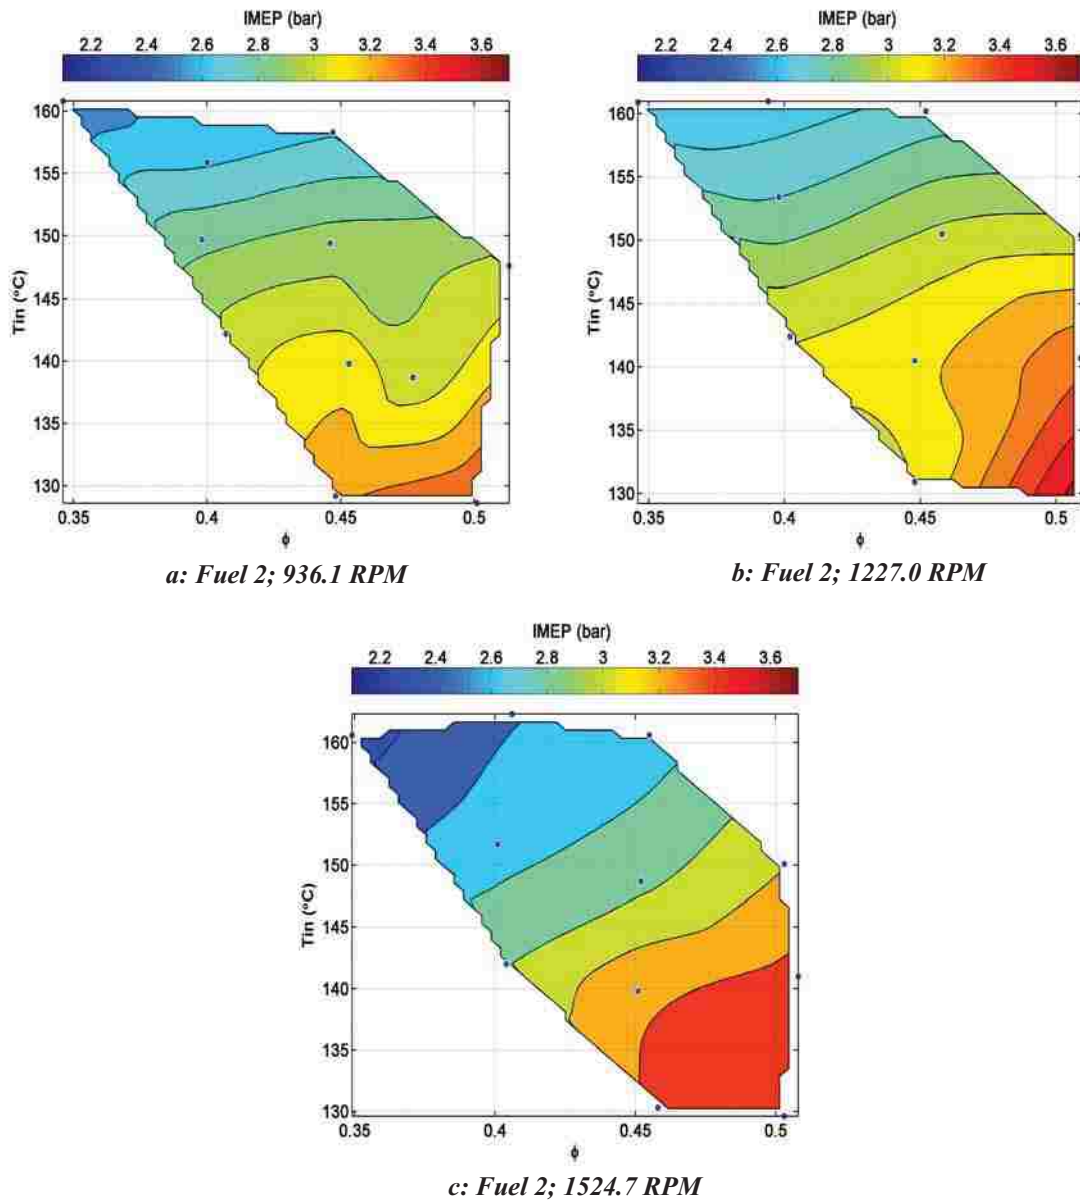 IMEP (bar)
2.2 2.4 2.6 2.8 3 3.2 3.4 3.6
160
155
150
145
140
135
130
Tin (°C)
0.35 0.4 0.45 0.5
ϕ
a: Fuel 2; 936.1 RPM
IMEP (bar)
2.2 2.4 2.6 2.8 3 3.2 3.4 3.6
160
155
150
145
140
135
130
Tin (°C)
0.35 0.4 0.45 0.5
ϕ
b: Fuel 2; 1227.0 RPM
IMEP (bar)
2.2 2.4 2.6 2.8 3 3.2 3.4 3.6
160
155
150
145
140
135
130
Tin (°C)
0.35 0.4 0.45 0.5
ϕ
c: Fuel 2; 1524.7 RPM